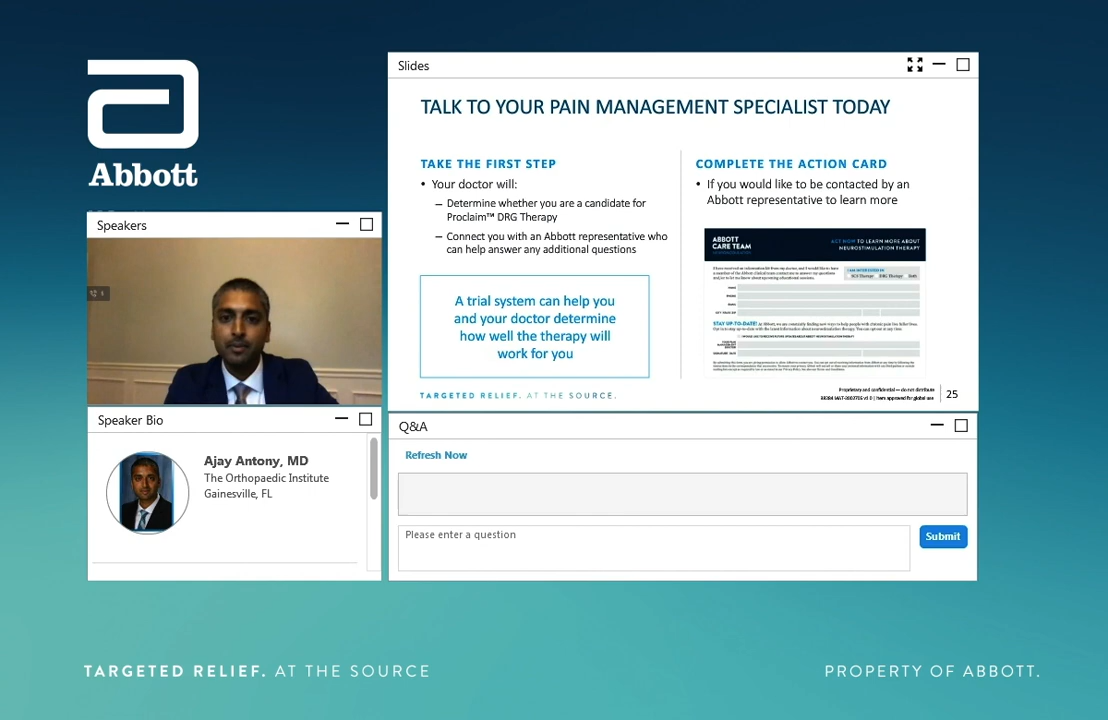 Abbott
Slides
TALK TO YOUR PAIN MANAGEMENT SPECIALIST TODAY
TAKE THE FIRST STEP
• Your doctor will:
– Determine whether you are a candidate for
Proclaim™ DRG Therapy
– Connect you with an Abbott representative who
can help answer any additional questions
A trial system can help you
and your doctor determine
how well the therapy will
work for you
COMPLETE THE ACTION CARD
• If you would like to be contacted by an
Abbott representative to learn more
ABBOTT
CARE TEAM
ACT NOW TO LEARN MORE ABOUT
NEUROSTIMULATION THERAPY
STAY UP-TO-DATE!
TARGETED RELIEF. AT THE SOURCE.
Proprietary and confidential — do not distribute
25
Speakers
Speaker Bio
Ajay Antony, MD
The Orthopaedic Institute
Gainesville, FL
Q&A
Refresh Now
Please enter a question
Submit
TARGETED RELIEF. AT THE SOURCE
PROPERTY OF ABBOTT.